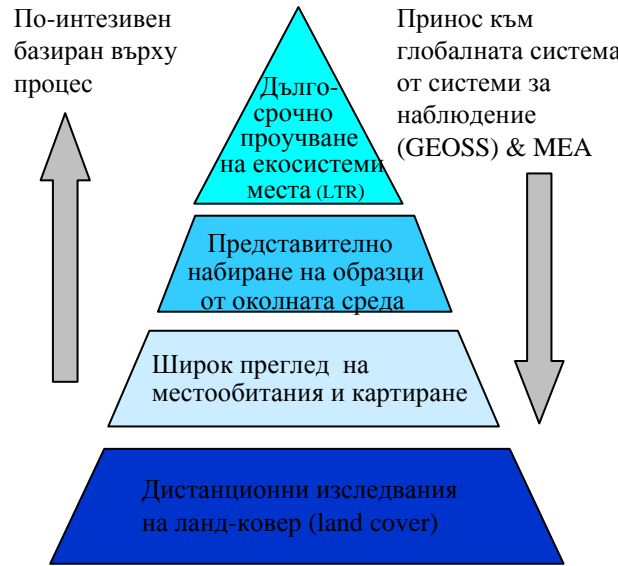 По-интезивен
базиран върху
процес
Принос към
глобалната система
от системи за
наблюдение
(GEOSS) & MEA
Дълго-
срочно
проучване
на екосистеми
места (LTR)
Представително
набиране на образци
от околната среда
Широк преглед на
местообитания и картиране
Дистанционни изследвания
на ланд-ковер (land cover)